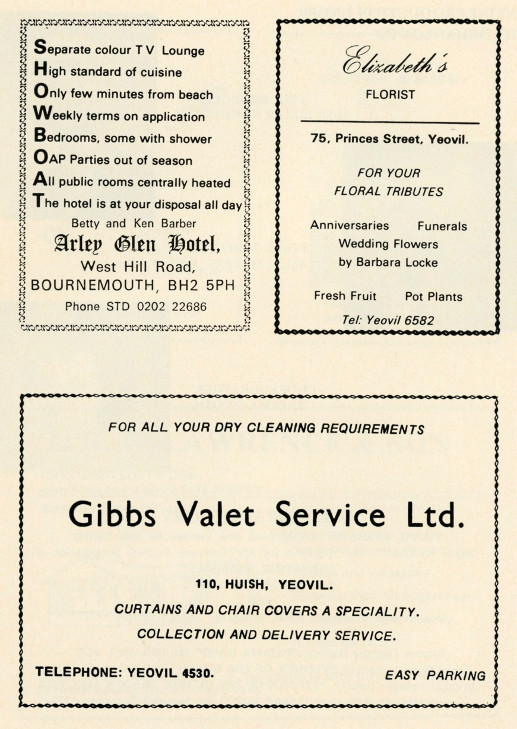 Separate colour T V Lounge
High standard of cuisine
Only few minutes from beach
Weekly terms on application
Bedrooms, some with shower
OAP Parties out of season
All public rooms centrally heated
The hotel is at your disposal all day
Betty and Ken Barber
Arley Glen Hotel,
West Hill Road,
BOURNEMOUTH, BH2 5PH
Phone STD 0202 22686
Elizabeth's
FLORIST
75, Princes Street, Yeovil.
FOR YOUR
FLORAL TRIBUTES
Anniversaries Funerals
Wedding Flowers
by Barbara Locke
Fresh Fruit Pot Plants
Tel: Yeovil 6582
FOR ALL YOUR DRY CLEANING REQUIREMENTS
Gibbs Valet Service Ltd.
110, HUISH, YEOVIL.
CURTAINS AND CHAIR COVERS A SPECIALITY.
COLLECTION AND DELIVERY SERVICE.
TELEPHONE: YEOVIL 4530. EASY PARKING